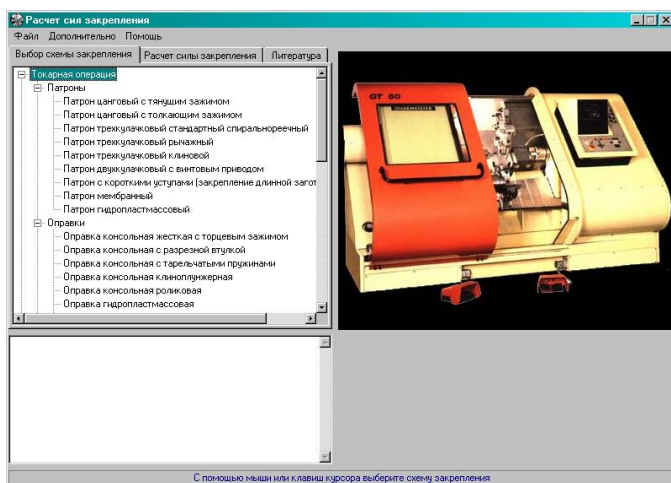 Расчет сил закрепления
Файл Дополнительно Помощь
Выбор схемы закрепления Расчет силы закрепления Литература
Токарная операция
Патроны
Патрон цанговый с тянущим зажимом
Патрон цанговый с толкающим зажимом
Патрон трехкулачковый стандартный спиральнореечный
Патрон трехкулачковый рычажный
Патрон трехкулачковый клиновой
Патрон двухкулачковый с винтовым приводом
Патрон с короткими уступами (закрепление длинной загот
Патрон мембранный
Патрон гидропластмассовый
Оправки
Оправка консольная жесткая с торцевым зажимом
Оправка консольная с разрезной втулкой
Оправка консольная с тарельчатыми пружинами
Оправка консольная клиноплунжерная
Оправка консольная роликовая
Оправка гидропластмассовая
GT 80
GILDEMEISTER
С помощью мыши или клавиш курсора выберите схему закрепления